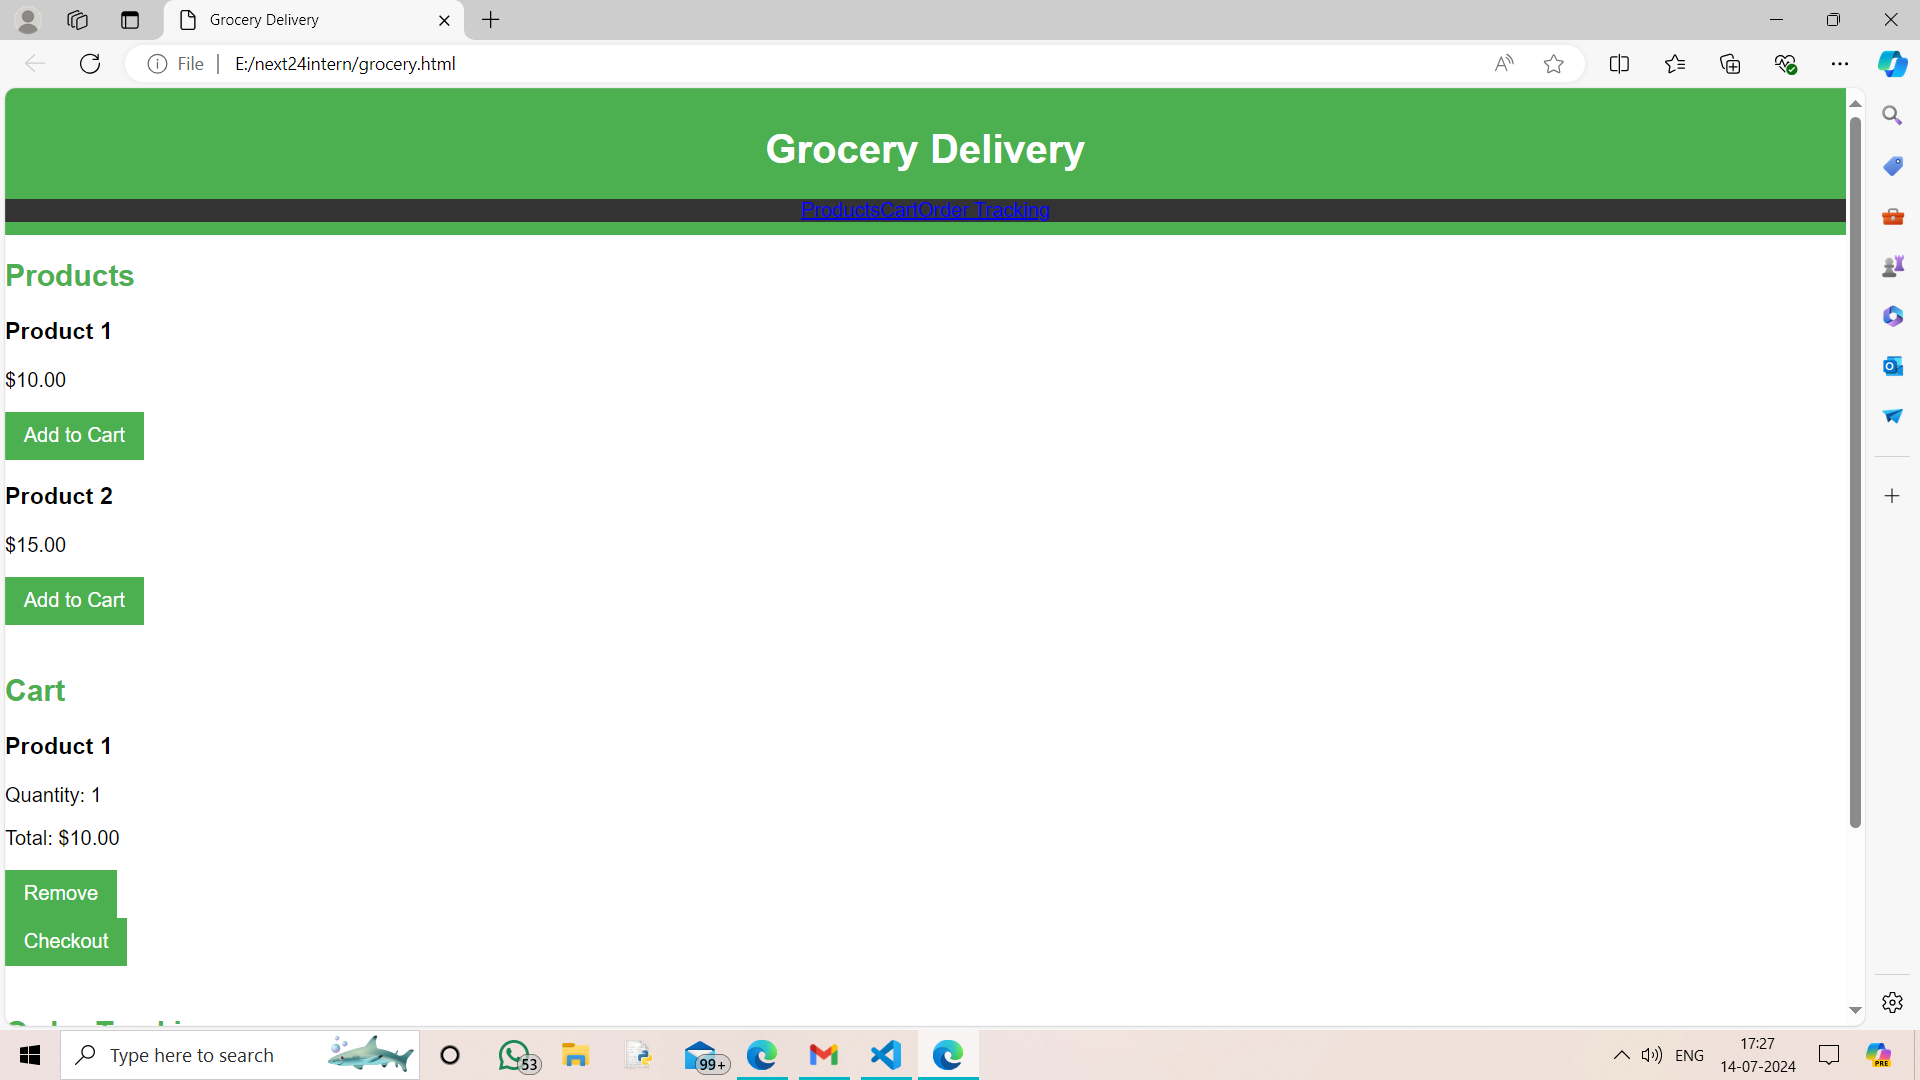 Grocery Delivery
File
E:/next24intern/grocery.html
Grocery Delivery
ProductsCartOrder Tracking
Products
Product 1
$10.00
Add to Cart
Product 2
$15.00
Add to Cart
Cart
Product 1
Quantity: 1
Total: $10.00
Remove
Checkout
Type here to search
53
99+
ENG
17:27
14-07-2024
PRE